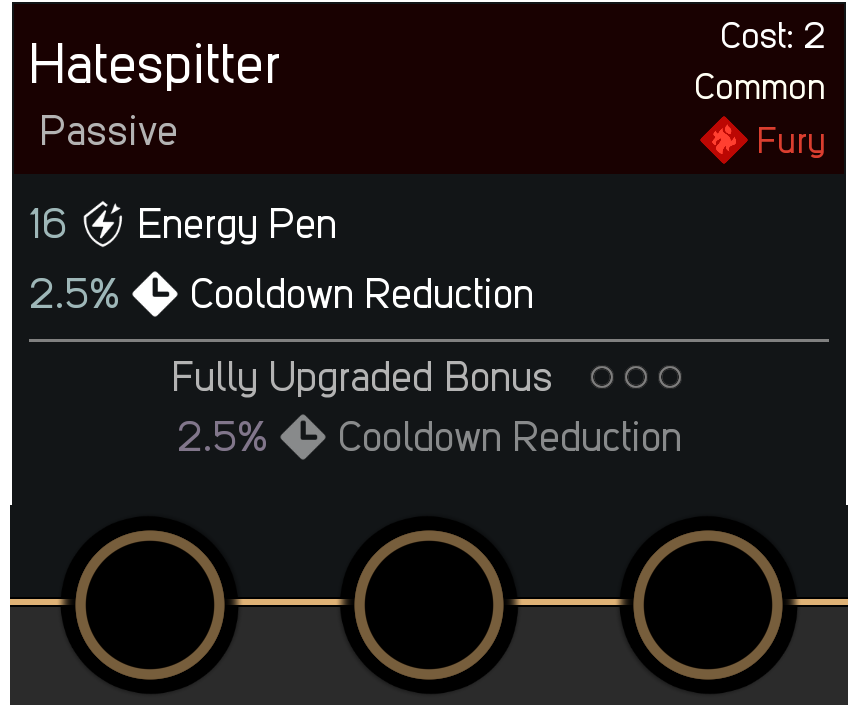 Hatespitter
Cost: 2
Common
Passive
Fury
16 Energy Pen
2.5% Cooldown Reduction
Fully Upgraded Bonus
2.5% Cooldown Reduction